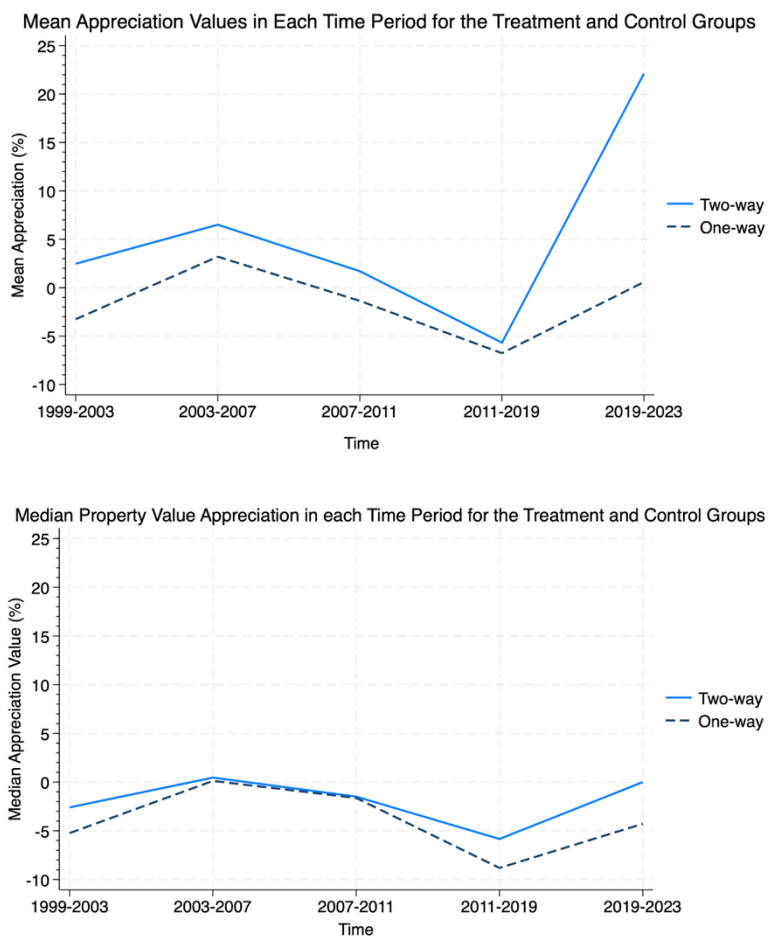 Mean Appreciation Values in Each Time Period for the Treatment and Control Groups
25
20
15
10
5
0
-5
-10
Mean Appreciation (%)
1999-2003 2003-2007 2007-2011 2011-2019 2019-2023
Time
Two-way
One-way
Median Property Value Appreciation in each Time Period for the Treatment and Control Groups
25
20
15
10
5
0
-5
-10
Median Appreciation Value (%)
1999-2003 2003-2007 2007-2011 2011-2019 2019-2023
Time
Two-way
One-way